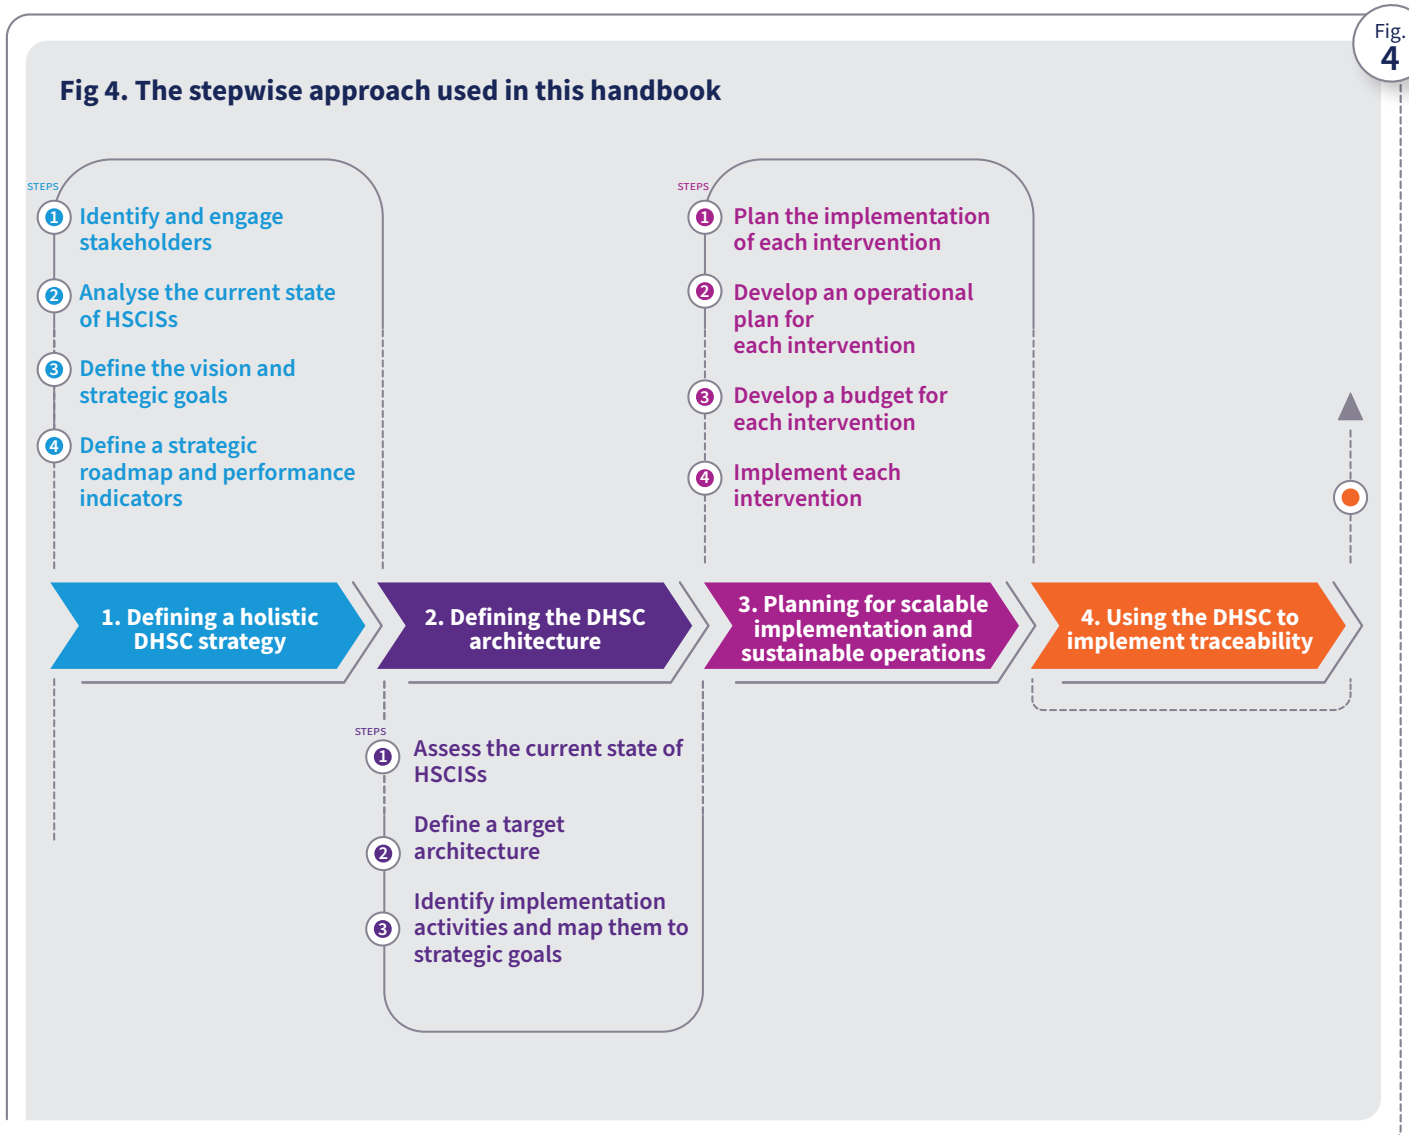 Fig.
4
Fig 4. The stepwise approach used in this handbook
STEPS
1 Identify and engage
stakeholders
2 Analyse the current state
of HSCISs
3 Define the vision and
strategic goals
4 Define a strategic
roadmap and performance
indicators
STEPS
1 Plan the implementation
of each intervention
2 Develop an operational
plan for
each intervention
3 Develop a budget for
each intervention
4 Implement each
intervention
1. Defining a holistic
DHSC strategy
2. Defining the DHSC
architecture
3. Planning for scalable
implementation and
sustainable operations
4. Using the DHSC to
implement traceability
STEPS
1 Assess the current state of
HSCISs
2 Define a target
architecture
3 Identify implementation
activities and map them to
strategic goals